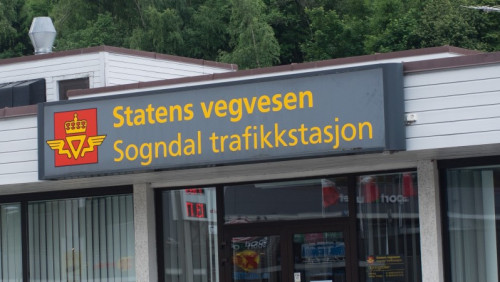 Statens vegvesen
Sogndal trafikkstasjon